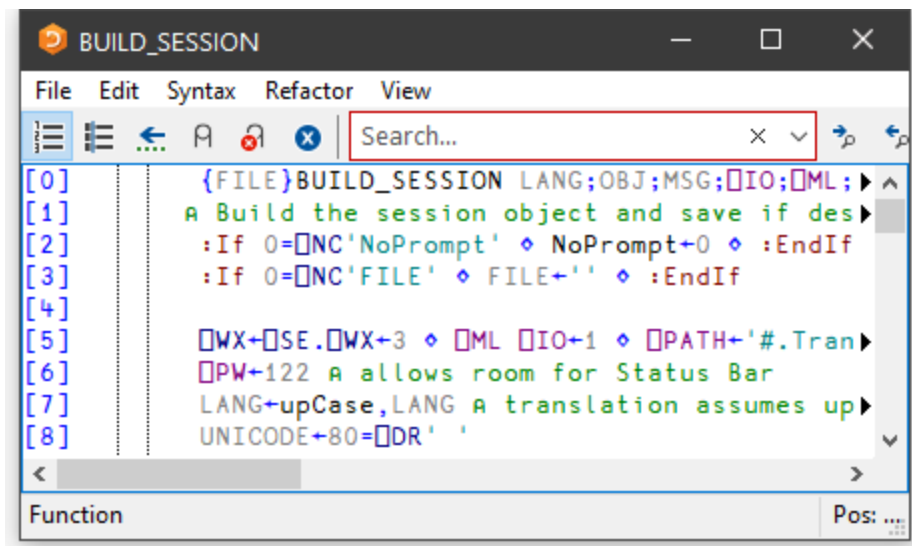 BUILD_SESSION
File Edit Syntax Refactor View
Search...
[0] {FILE}BUILD_SESSION LANG;OBJ;MSG;⎕IO;⎕ML;
[1] ⍝ Build the session object and save if des
[2] :If 0=⎕NC'NoPrompt' ⋄ NoPrompt←0 ⋄ :EndIf
[3] :If 0=⎕NC'FILE' ⋄ FILE←'' ⋄ :EndIf
[4]
[5] ⎕WX←⎕SE.⎕WX←3 ⋄ ⎕ML ⎕IO←1 ⋄ ⎕PATH←'#.Tran
[6] ⎕PW←122 ⍝ allows room for Status Bar
[7] LANG←upCase,LANG ⍝ translation assumes up
[8] UNICODE←80=⎕DR' '
Function Pos: ...